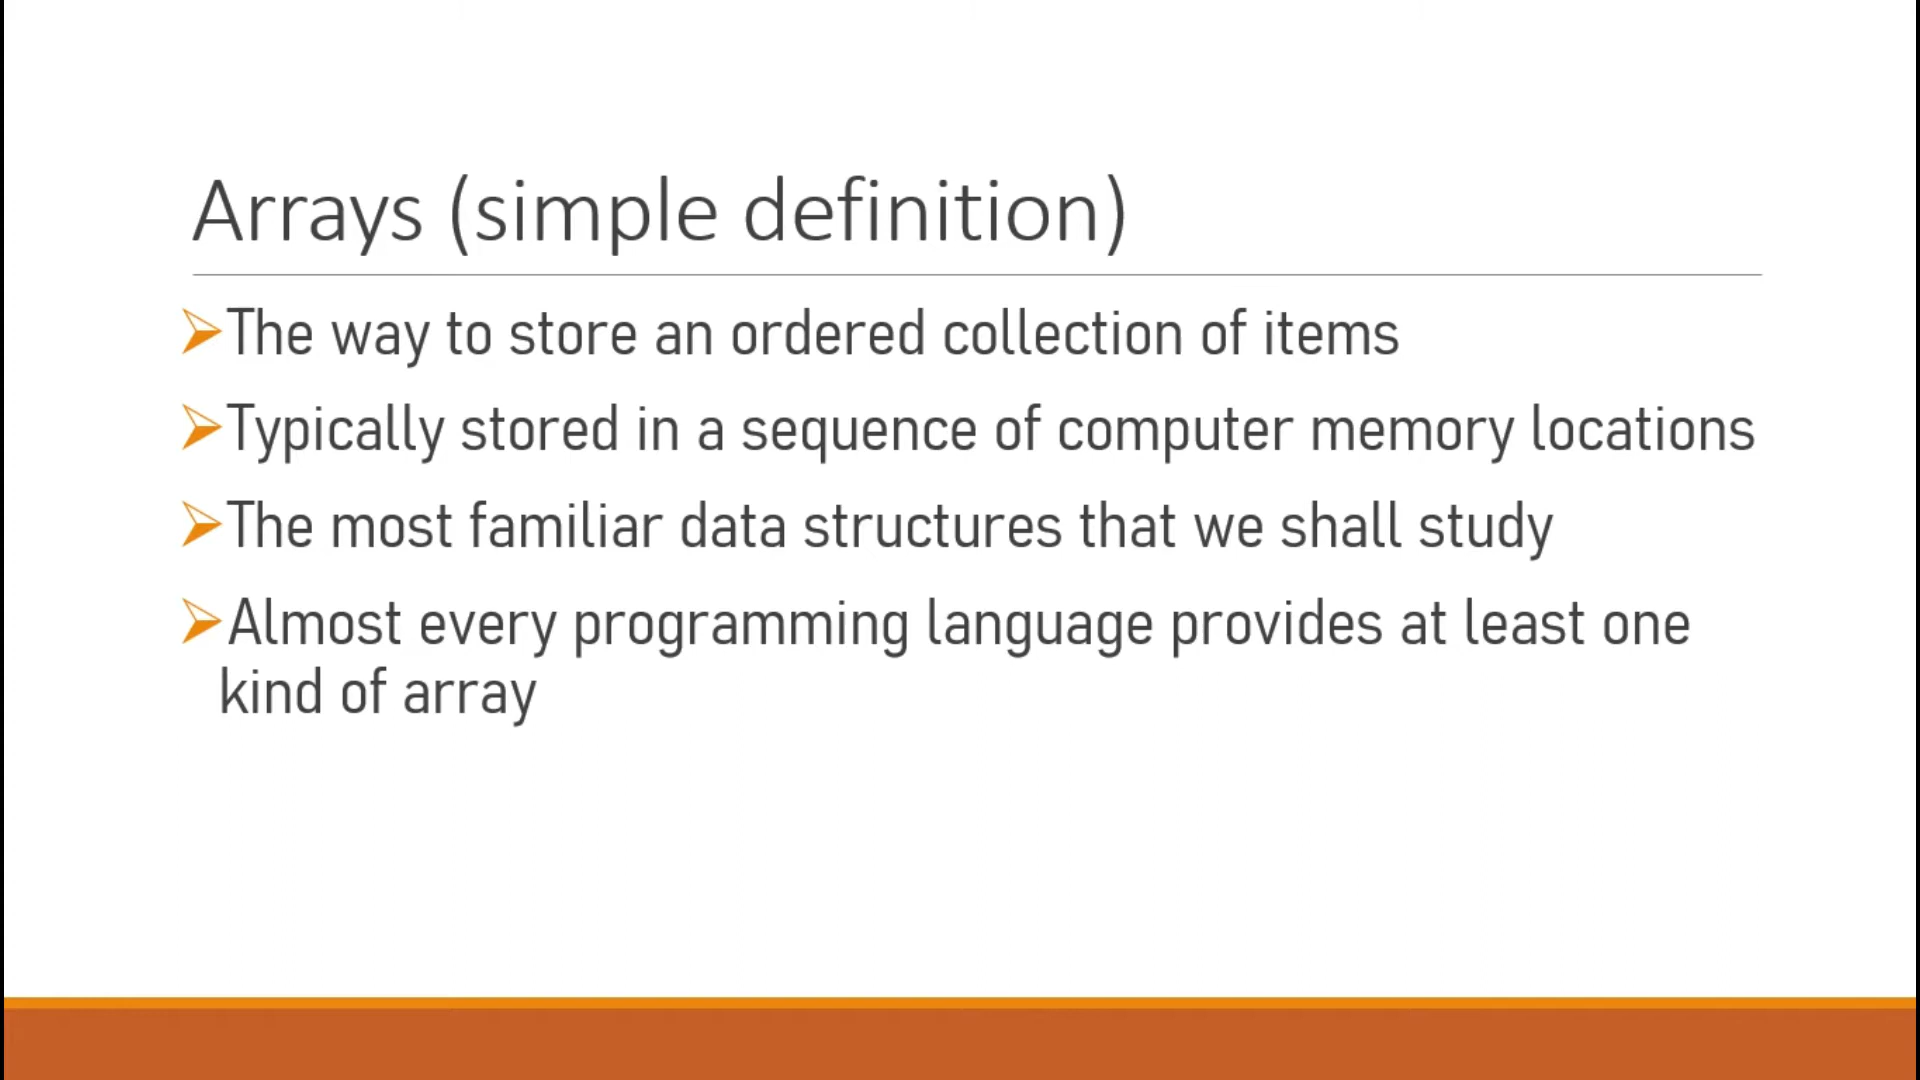 Arrays (simple definition)
The way to store an ordered collection of items
Typically stored in a sequence of computer memory locations
The most familiar data structures that we shall study
Almost every programming language provides at least one
kind of array